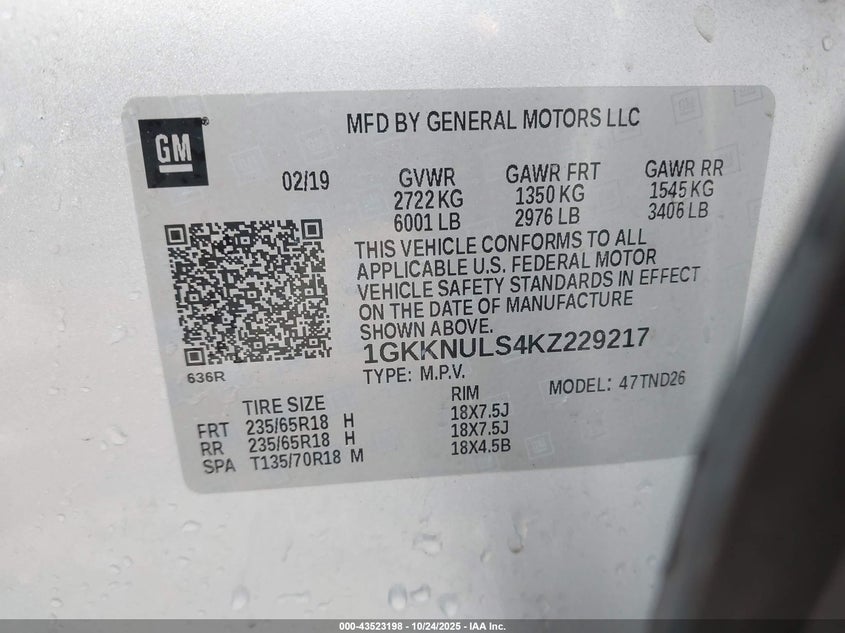 GM
MFD BY GENERAL MOTORS LLC
02/19
GVWR GAWR FRT GAWR RR
2722 KG 1350 KG 1545 KG
6001 LB 2976 LB 3406 LB
THIS VEHICLE CONFORMS TO ALL
APPLICABLE U.S. FEDERAL MOTOR
VEHICLE SAFETY STANDARDS IN EFFECT
ON THE DATE OF MANUFACTURE
SHOWN ABOVE.
1GKKNULS4KZ229217
636R
TYPE: M.P.V. MODEL: 47TND26
TIRE SIZE RIM
FRT 235/65R18 H 18X7.5J
RR 235/65R18 H 18X7.5J
SPA T135/70R18 M 18X4.5B
000-43523198 - 10/24/2025 - IAA Inc.